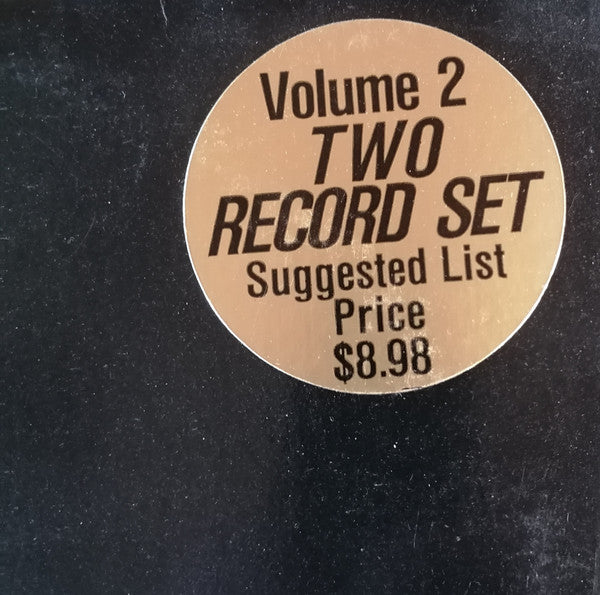 Volume 2
TWO
RECORD SET
Suggested List
Price
$8.98